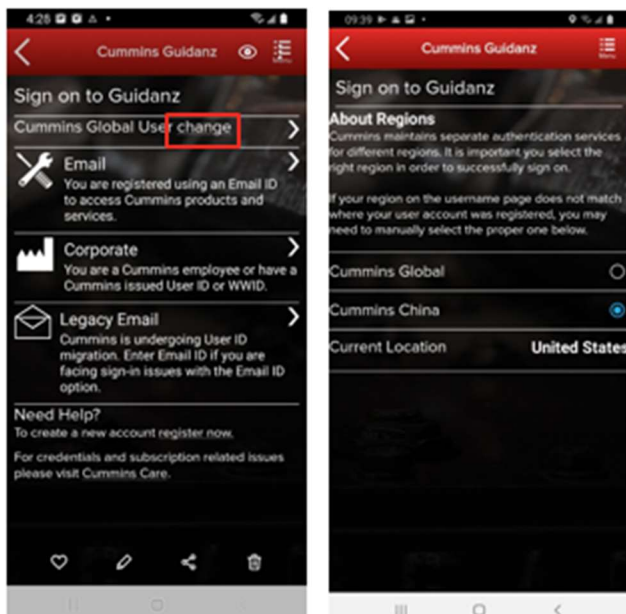 4:28
Cummins Guidanz
Sign on to Guidanz
Cummins Global User change
Email
You are registered using an Email ID
to access Cummins products and
services.
Corporate
You are a Cummins employee or have a
Cummins issued User ID or WWID.
Legacy Email
Cummins is undergoing User ID
migration. Enter Email ID if you are
facing sign-in issues with the Email ID
option.
Need Help?
To create a new account register now.
For credentials and subscription related issues
please visit Cummins Care.
09:39
Cummins Guidanz
Menu
Sign on to Guidanz
About Regions
Cummins maintains separate authentication services
for different regions. It is important you select the
right region in order to successfully sign on.
If your region on the username page does not match
where your user account was registered, you may
need to manually select the proper one below.
Cummins Global
Cummins China
Current Location United States